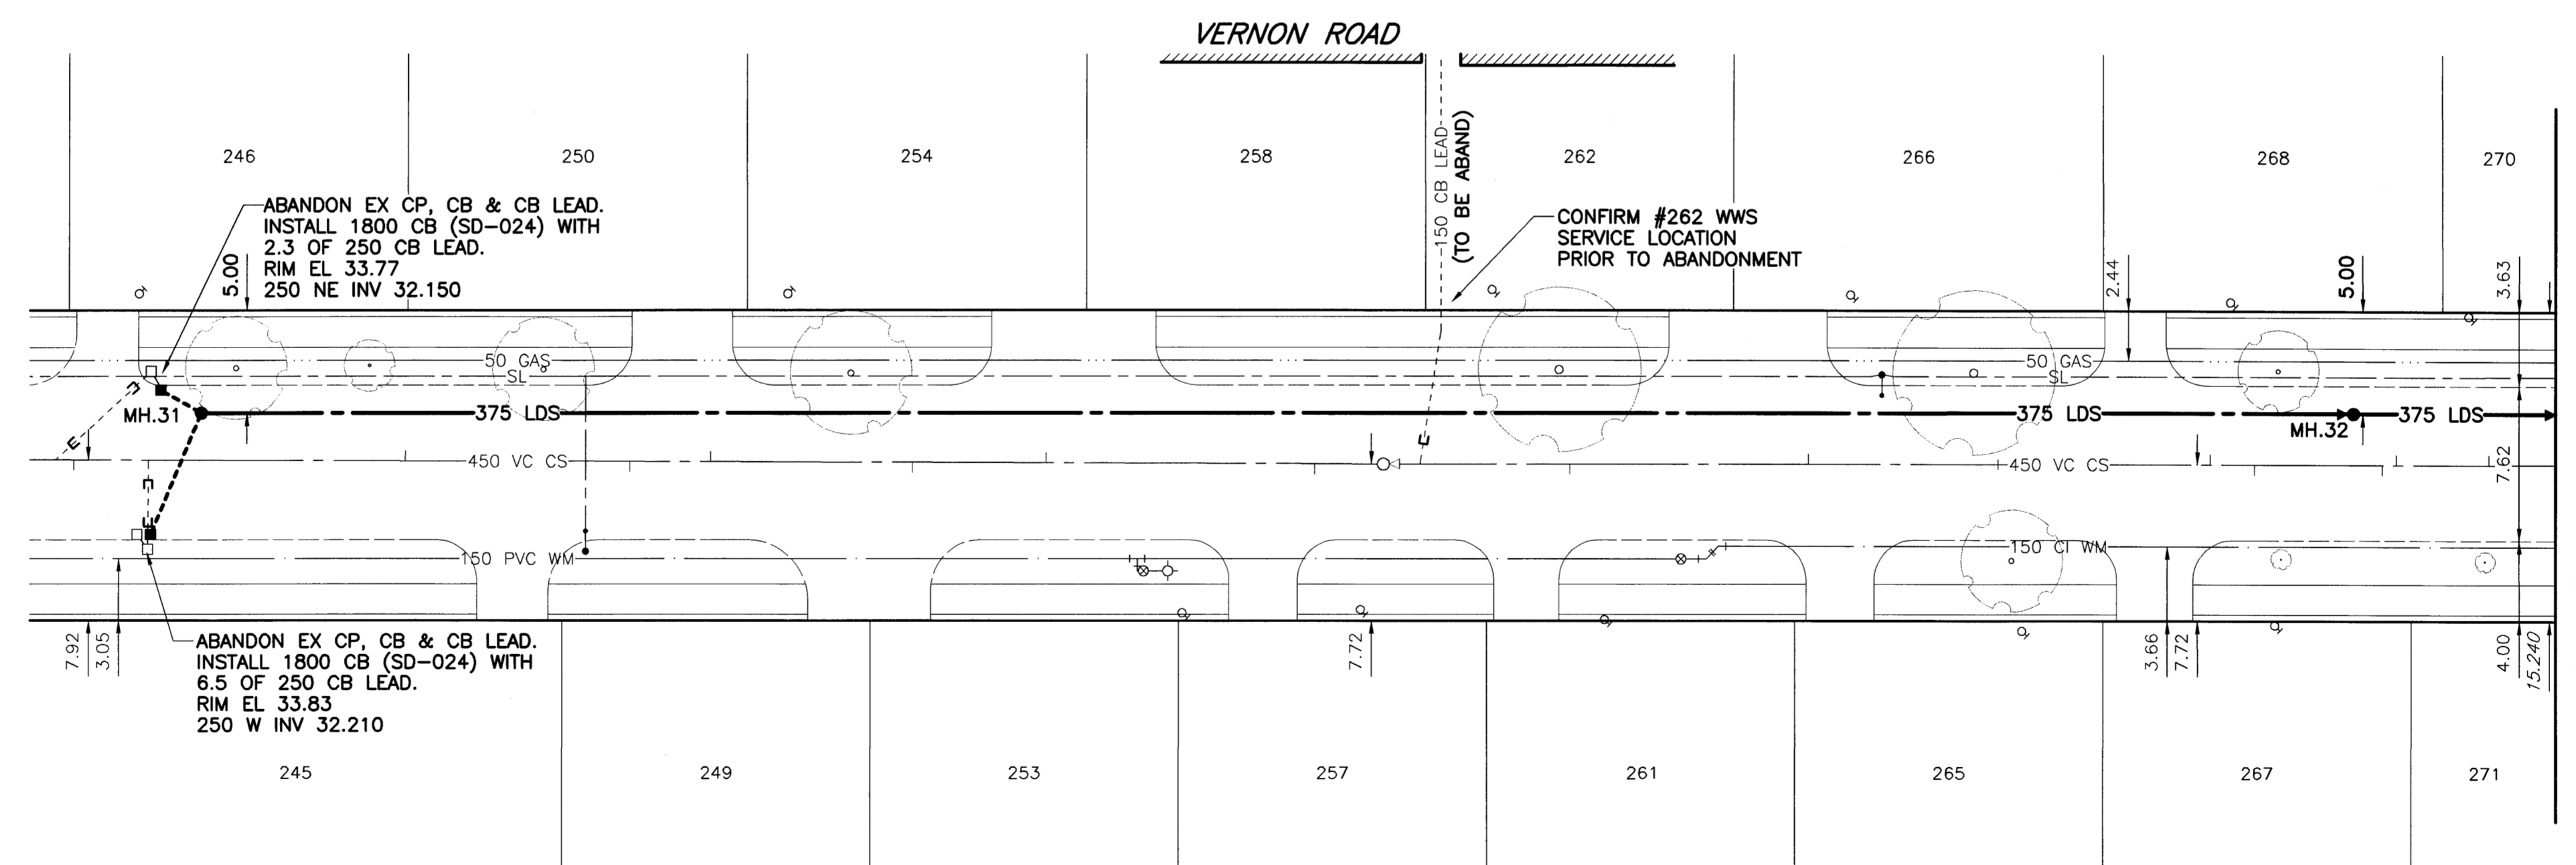 VERNON ROAD
246
250
254
258
262
266
268
270
150 CB LEAD
(TO BE ABAND)
ABANDON EX CP, CB & CB LEAD.
INSTALL 1800 CB (SD-024) WITH
2.3 OF 250 CB LEAD.
RIM EL 33.77
250 NE INV 32.150
5.00
CONFIRM #262 WWS
SERVICE LOCATION
PRIOR TO ABANDONMENT
2.44
5.00
3.63
50 GAS
SL
50 GAS
SL
MH.31
375 LDS
375 LDS
MH.32
375 LDS
450 VC CS
450 VC CS
7.62
150 PVC WM
150 CI WM
7.92
3.05
7.72
3.66
7.72
4.00
15.240
ABANDON EX CP, CB & CB LEAD.
INSTALL 1800 CB (SD-024) WITH
6.5 OF 250 CB LEAD.
RIM EL 33.83
250 W INV 32.210
245
249
253
257
261
265
267
271